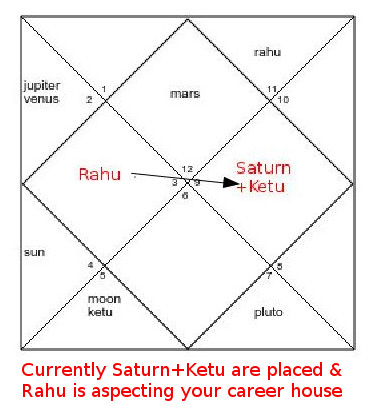 rahu
jupiter
venus
1
2
mars
11
10
Rahu
12
3
9
6
Saturn
+Ketu
sun
4
5
8
7
moon
ketu
pluto
Currently Saturn+Ketu are placed &
Rahu is aspecting your career house